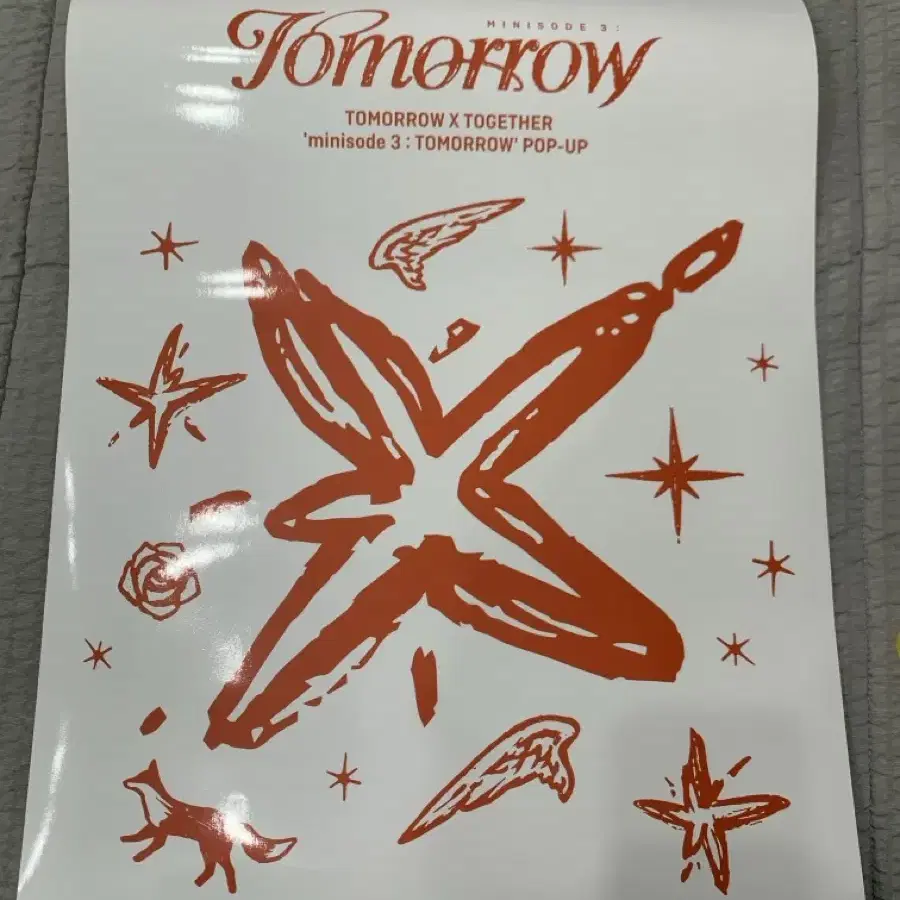 MINISODE 3:
Tomorrow
TOMORROW X TOGETHER
'minisode 3 : TOMORROW' POP-UP